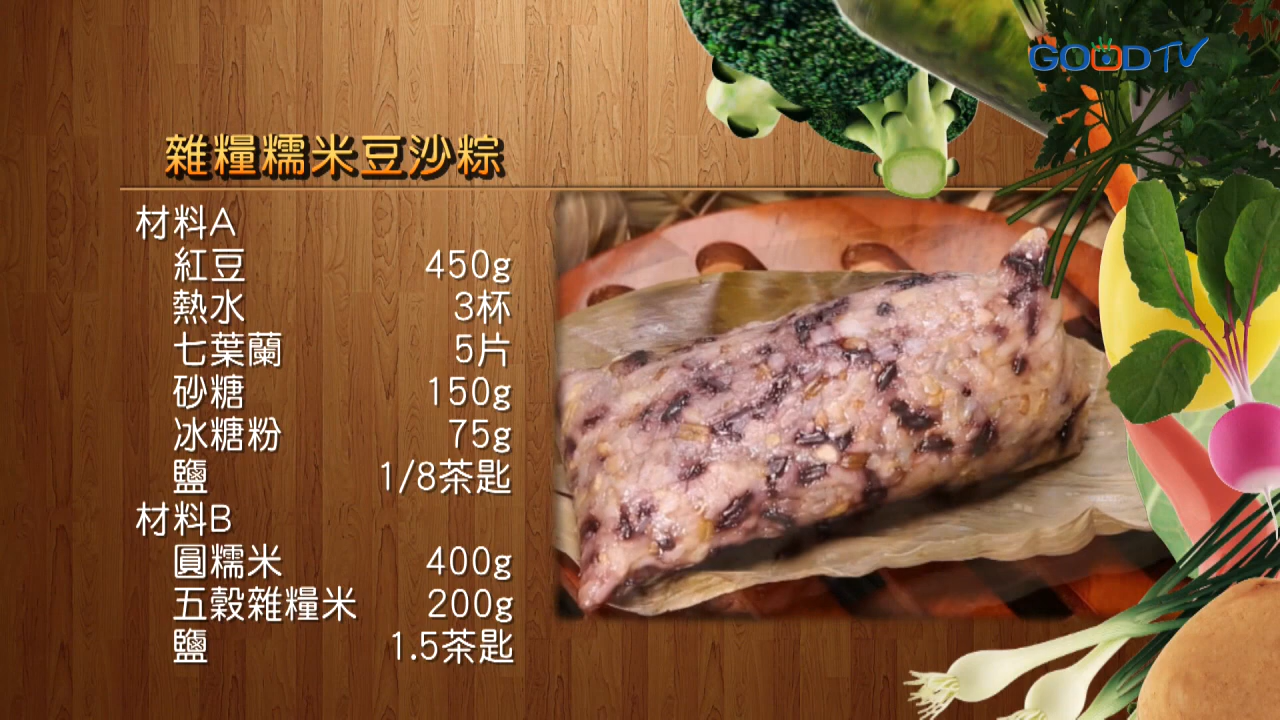 GOODTV
雜糧糯米豆沙粽
材料A
紅豆 450g
熱水 3杯
七葉蘭 5片
砂糖 150g
冰糖粉 75g
鹽 1/8茶匙
材料B
圓糯米 400g
五穀雜糧米 200g
鹽 1.5茶匙